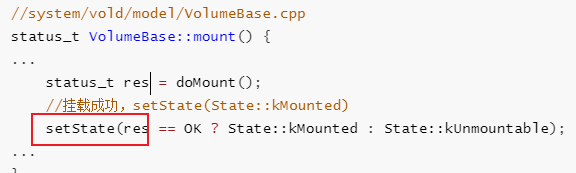 //system/vold/model/VolumeBase.cpp
status_t VolumeBase::mount() {
...
status_t res = doMount();
//挂载成功，setState(State::kMounted)
setState(res == OK ? State::kMounted : State::kUnmountable);
...
}